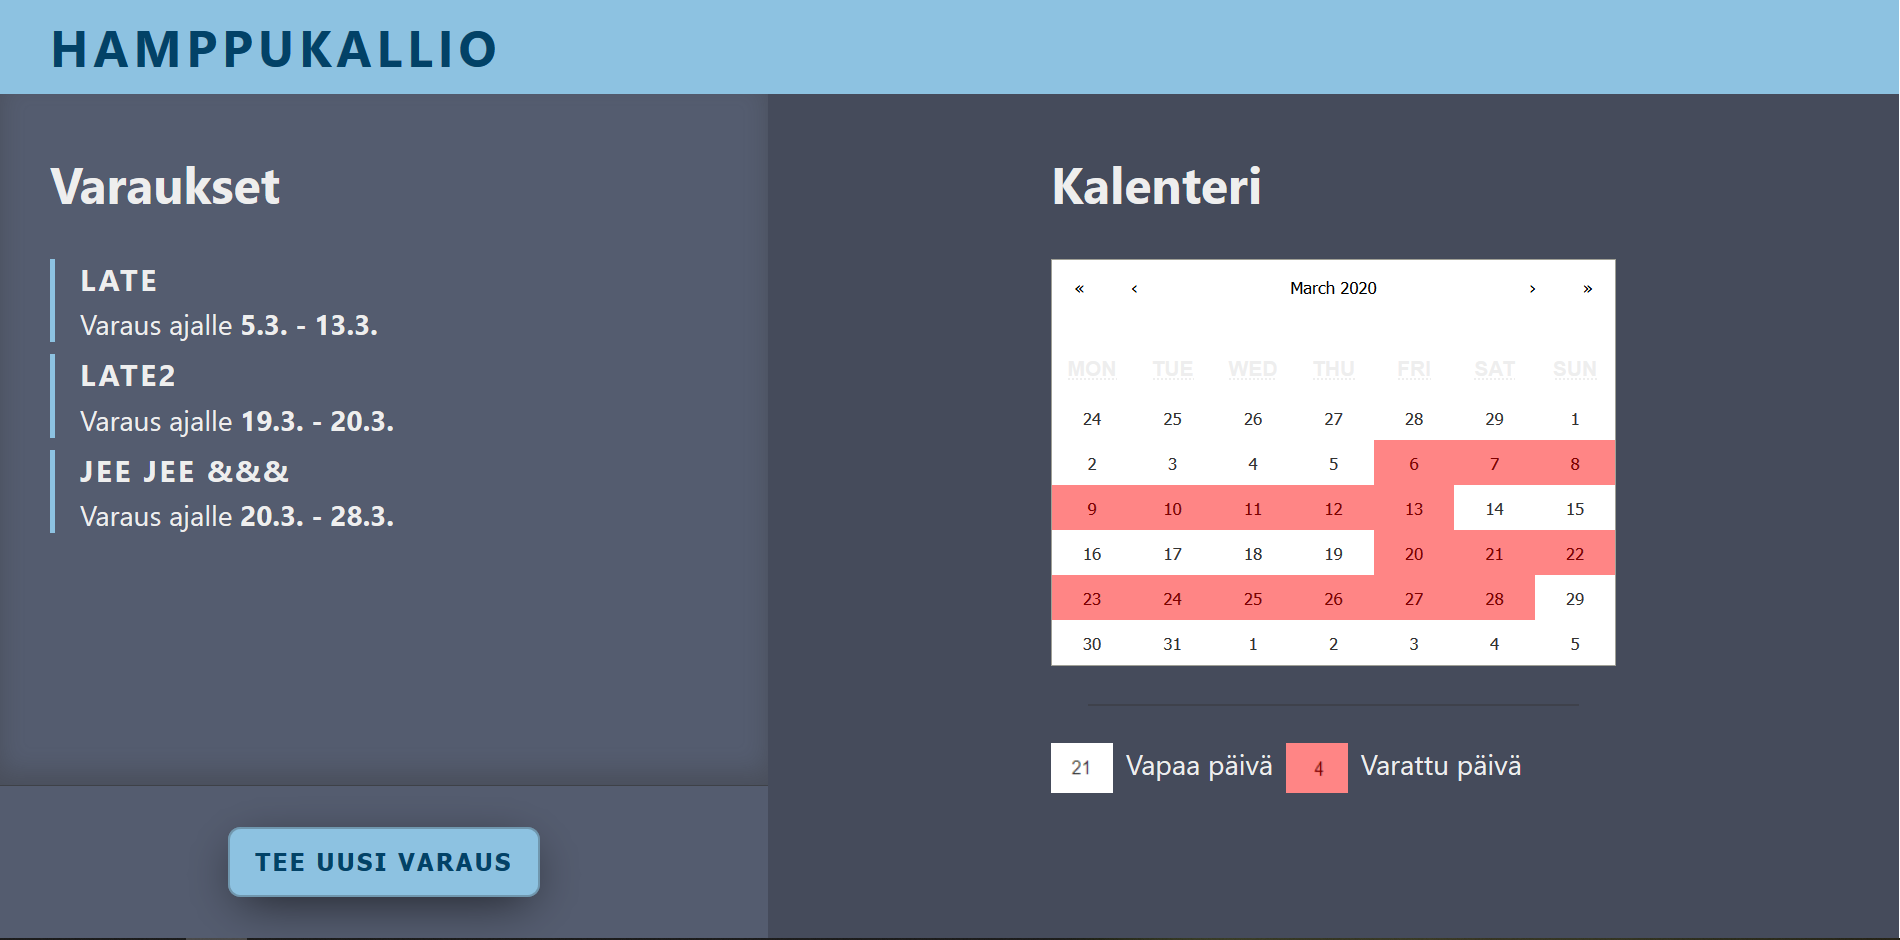 HAMPPUKALLIO
Varaukset
LATE
Varaus ajalle 5.3. - 13.3.
LATE2
Varaus ajalle 19.3. - 20.3.
JEE JEE &&&
Varaus ajalle 20.3. - 28.3.
TEE UUSI VARAUS
Kalenteri
« ‹ March 2020 › »
MON TUE WED THU FRI SAT SUN
24 25 26 27 28 29 1
2 3 4 5 6 7 8
9 10 11 12 13 14 15
16 17 18 19 20 21 22
23 24 25 26 27 28 29
30 31 1 2 3 4 5
21 Vapaa päivä 4 Varattu päivä